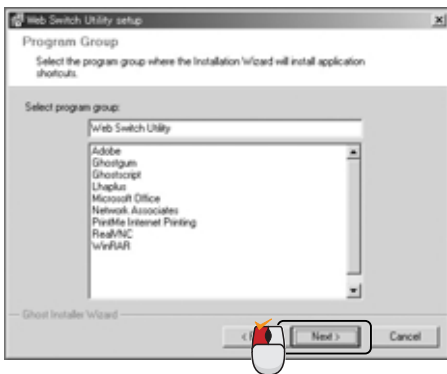 Web Switch Utility setup
Program Group
Select the program group where the Installation Wizard will install application
shortcuts.
Select program group:
Web Switch Utility
Adobe
Ghostgum
Ghostscript
Lhaplus
Microsoft Office
Network Associates
PrintMe Internet Printing
RealVNC
WinRAR
Ghost Installer Wizard
<
Next >
Cancel